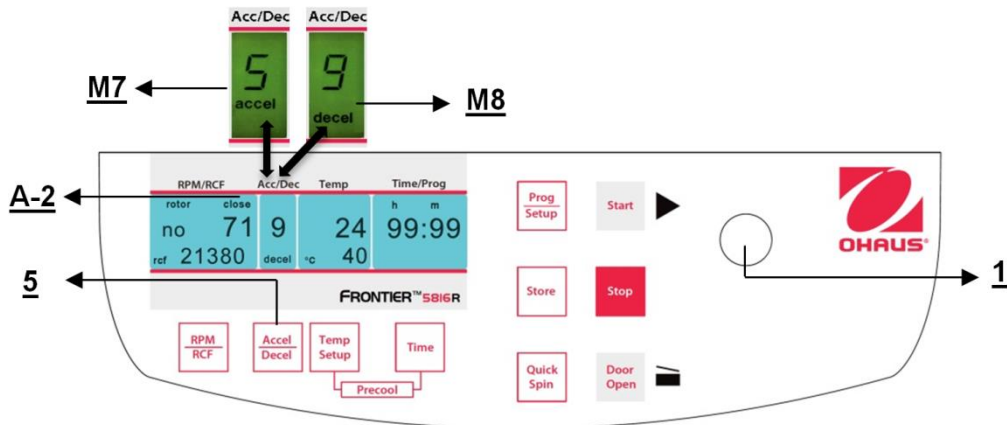 Acc/Dec
Acc/Dec
5
9
M7
accel
decel
M8
RPM/RCF
Acc/Dec
Temp
Time/Prog
A-2
rotor
close
h
m
no
71
9
24
99:99
rcf
21380
decel
°C
40
5
FRONTIER™ 5816R
RPM
RCF
Accel
Decel
Temp
Setup
Time
Precool
Prog
Setup
Start
Store
Stop
Quick
Spin
Door
Open
OHAUS®
1